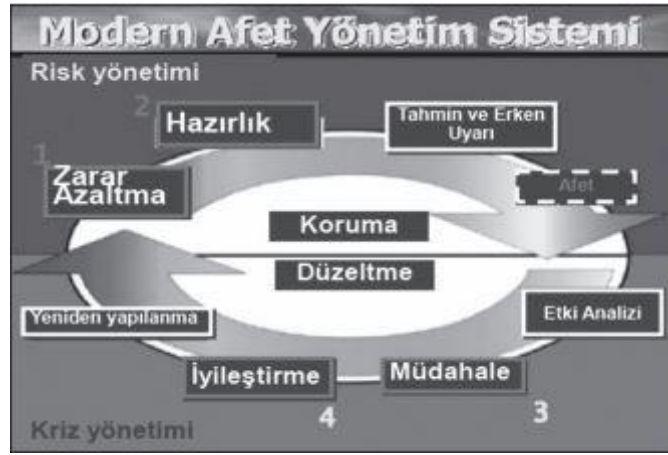 Modern Afet Yönetim Sistemi
Risk yönetimi
2
Hazırlık
Tahmin ve Erken
Uyarı
1
Zarar
Azaltma
Afet
Koruma
Düzeltme
Yeniden yapılanma
Etki Analizi
İyileştirme
Müdahale
4
3
Kriz yönetimi